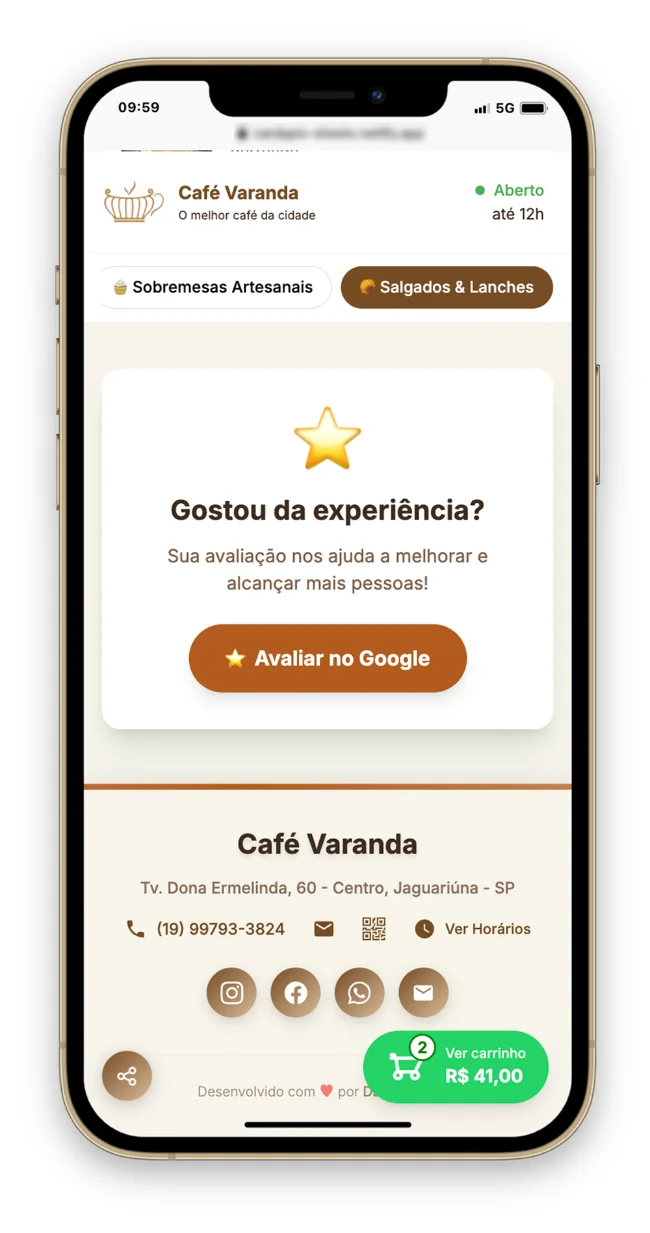 09:59
5G
Café Varanda
O melhor café da cidade
Aberto
até 12h
Sobremesas Artesanais
Salgados & Lanches
Gostou da experiência?
Sua avaliação nos ajuda a melhorar e
alcançar mais pessoas!
Avaliar no Google
Café Varanda
Tv. Dona Ermelinda, 60 - Centro, Jaguariúna - SP
(19) 99793-3824
Ver Horários
2
Ver carrinho
R$ 41,00
Desenvolvido com ❤️ por